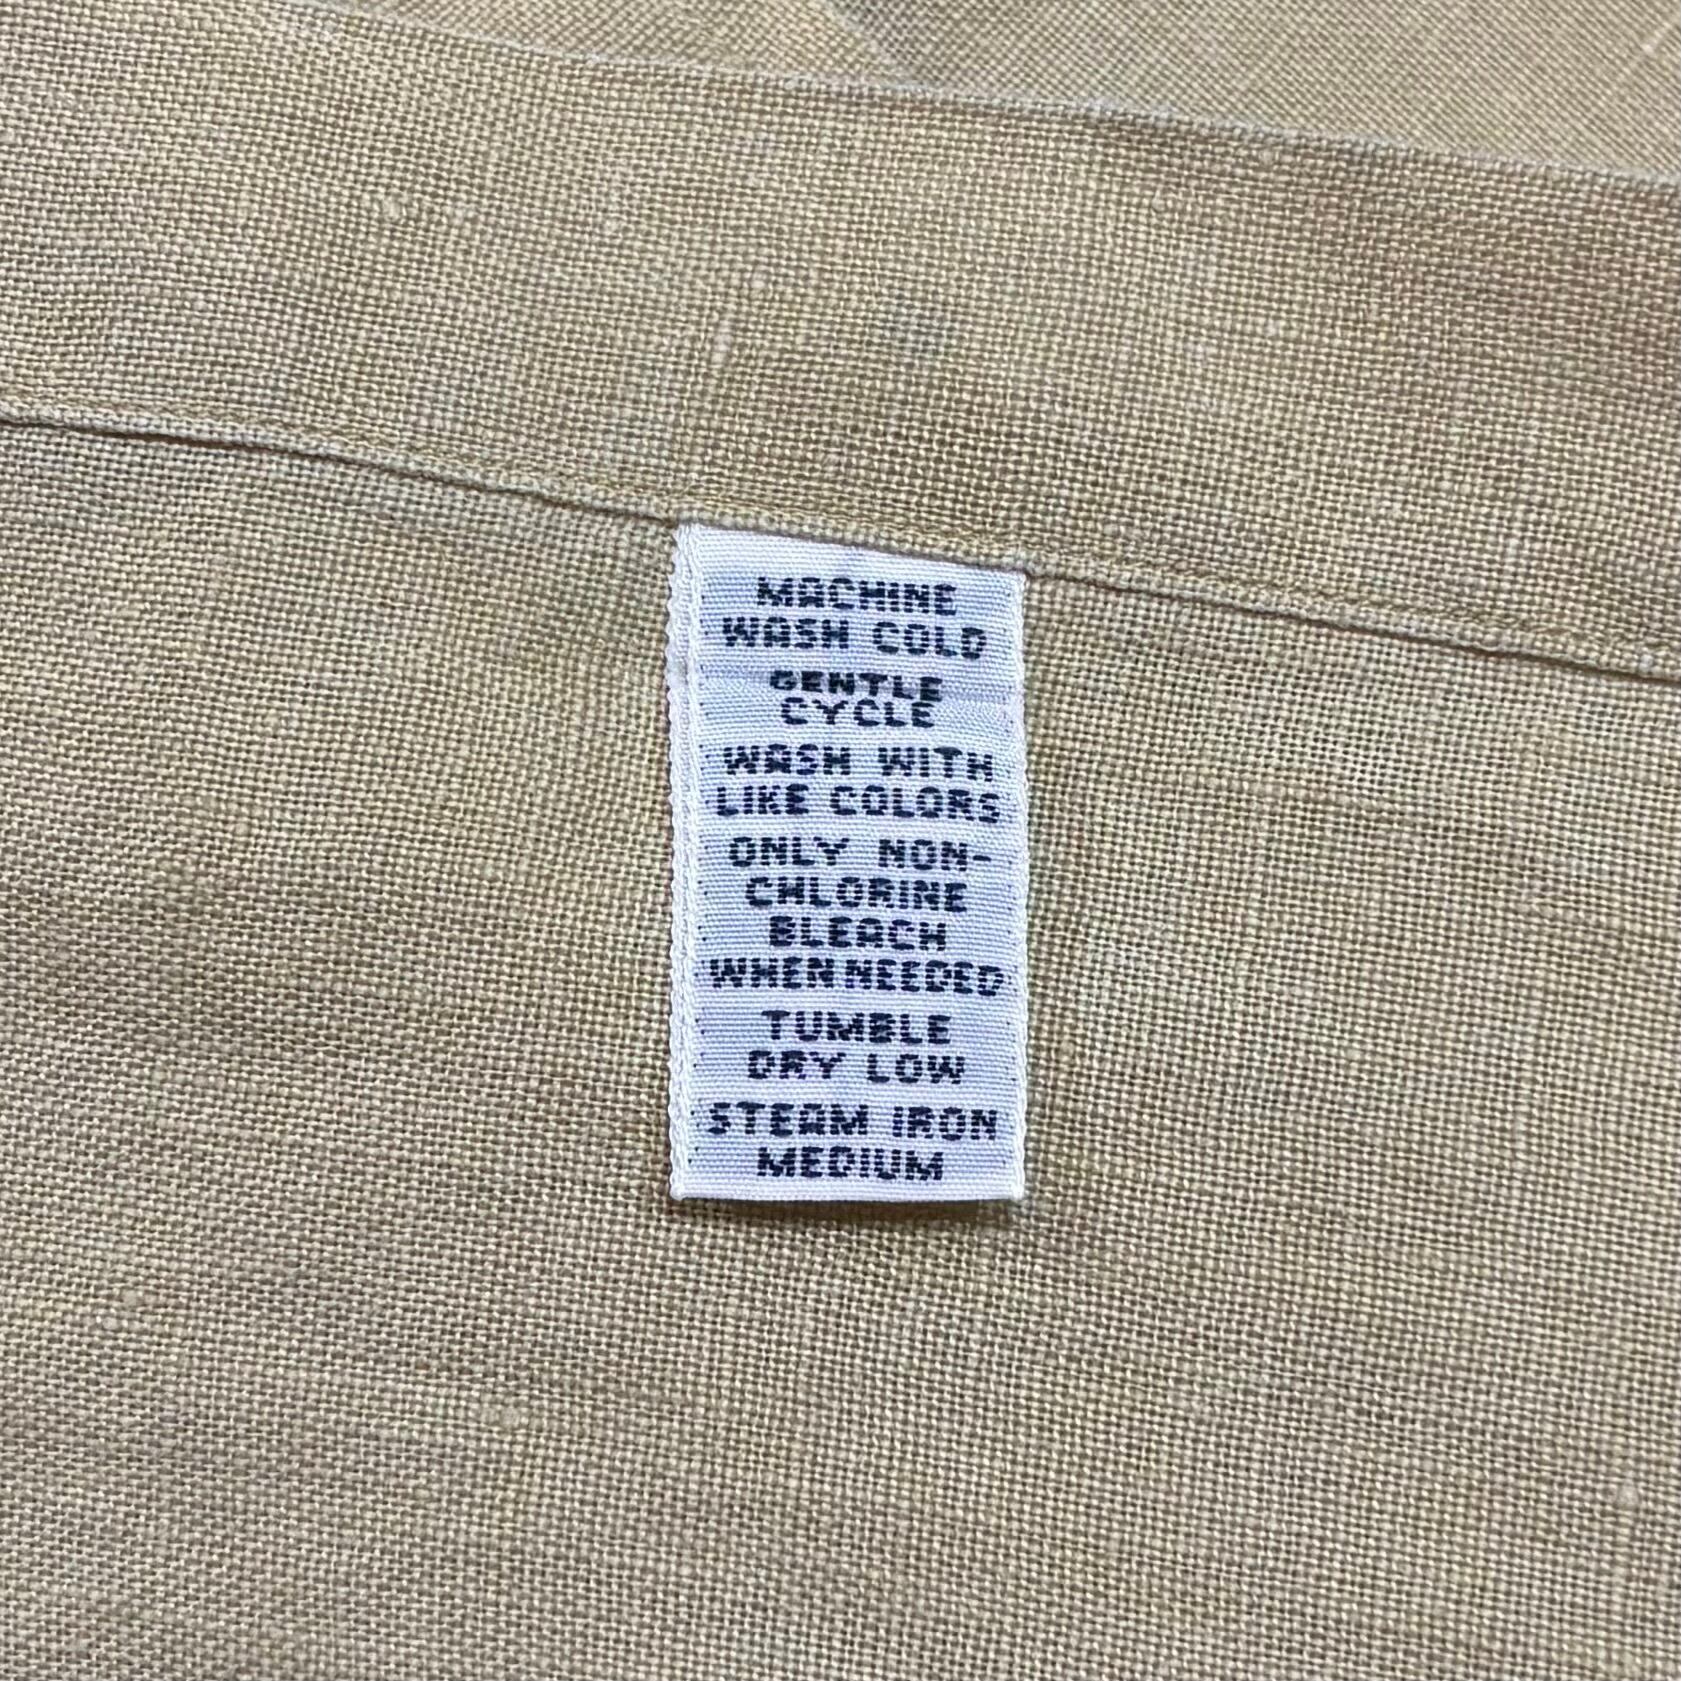 MACHINE
WASH COLD
GENTLE
CYCLE
WASH WITH
LIKE COLORS
ONLY NON-
CHLORINE
BLEACH
WHEN NEEDED
TUMBLE
DRY LOW
STEAM IRON
MEDIUM